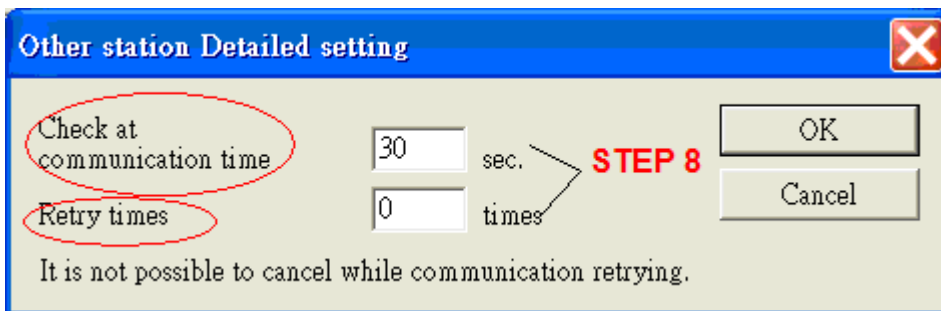 Other station Detailed setting
Check at
communication time
30 sec.
STEP 8
OK
Retry times
0 times
Cancel
It is not possible to cancel while communication retrying.